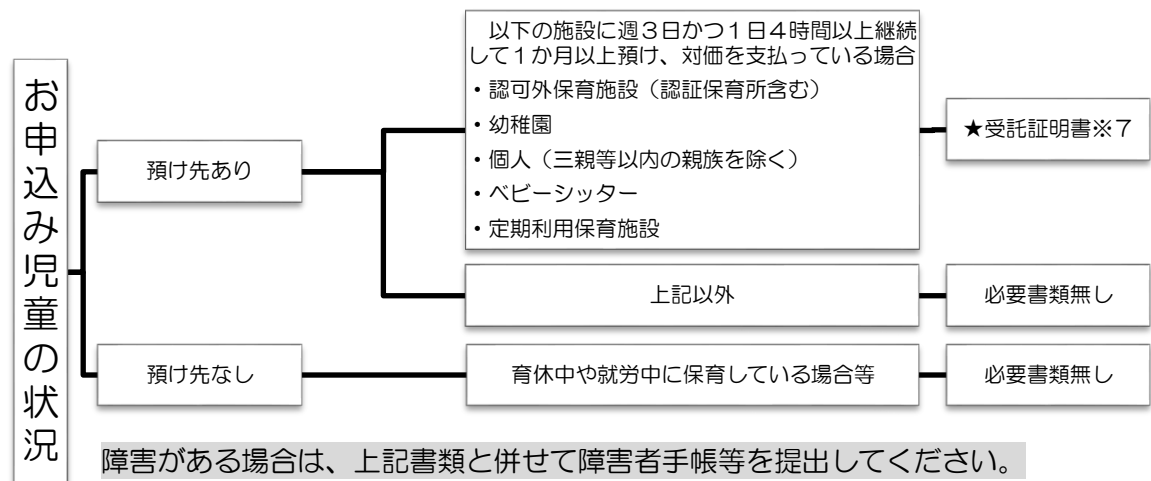 お申込み児童の状況
預け先あり
以下の施設に週３日かつ１日４時間以上継続
して１か月以上預け、対価を支払っている場合
・認可外保育施設（認証保育所含む）
・幼稚園
・個人（三親等以内の親族を除く）
・ベビーシッター
・定期利用保育施設
★受託証明書※７
上記以外
必要書類無し
預け先なし
育休中や就労中に保育している場合等
必要書類無し
障害がある場合は、上記書類と併せて障害者手帳等を提出してください。